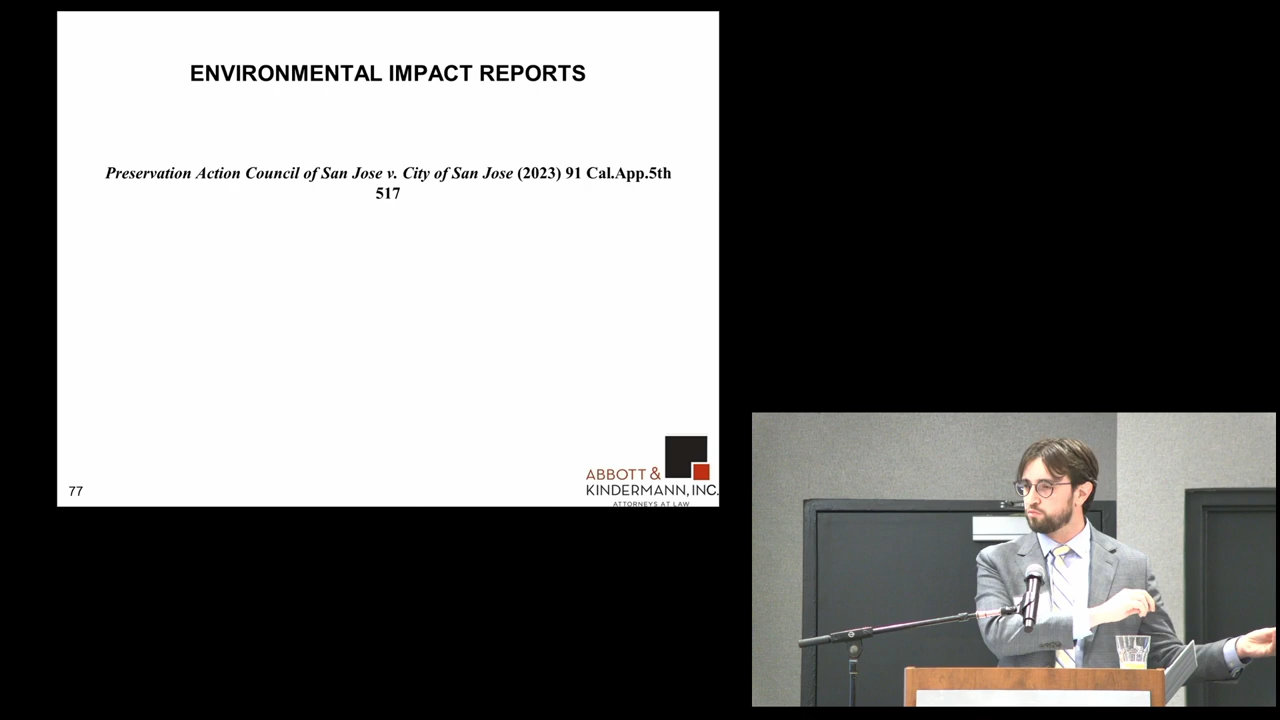 ENVIRONMENTAL IMPACT REPORTS
Preservation Action Council of San Jose v. City of San Jose (2023) 91 Cal.App.5th
517
77
ABBOTT &
KINDERMANN, INC.
ATTORNEYS AT LAW